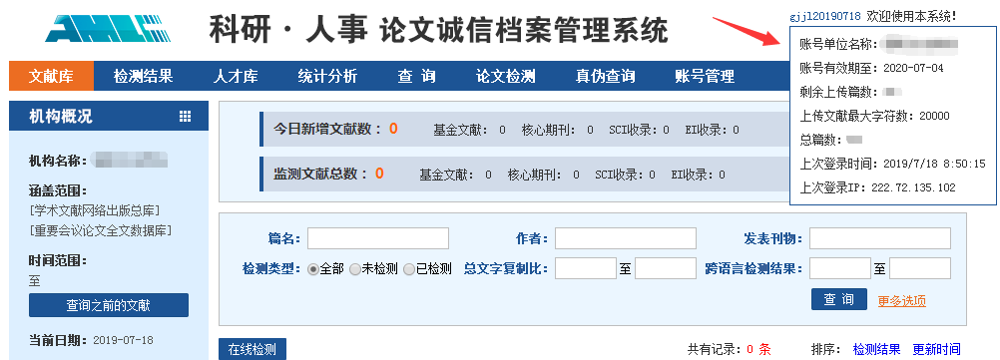 AMLC 科研·人事 论文诚信档案管理系统
gjjl20190718 欢迎使用本系统!
账号单位名称:
账号有效期至: 2020-07-04
剩余上传篇数:
上传文献最大字符数: 20000
总篇数:
上次登录时间: 2019/7/18 8:50:15
上次登录IP: 222.72.135.102
文献库 检测结果 人才库 统计分析 查 询 论文检测 真伪查询 账号管理
机构概况
机构名称:
涵盖范围:
[学术文献网络出版总库]
[重要会议论文全文数据库]
时间范围:
至
查询之前的文献
当前日期: 2019-07-18
今日新增文献数: 0 基金文献: 0 核心期刊: 0 SCI收录: 0 EI收录: 0
监测文献总数: 0 基金文献: 0 核心期刊: 0 SCI收录: 0 EI收录: 0
篇名: 作者: 发表刊物:
检测类型: 全部 未检测 已检测 总文字复制比: 至 跨语言检测结果: 至
查 询 更多选项
在线检测 共有记录: 0 条 排序: 检测结果 更新时间